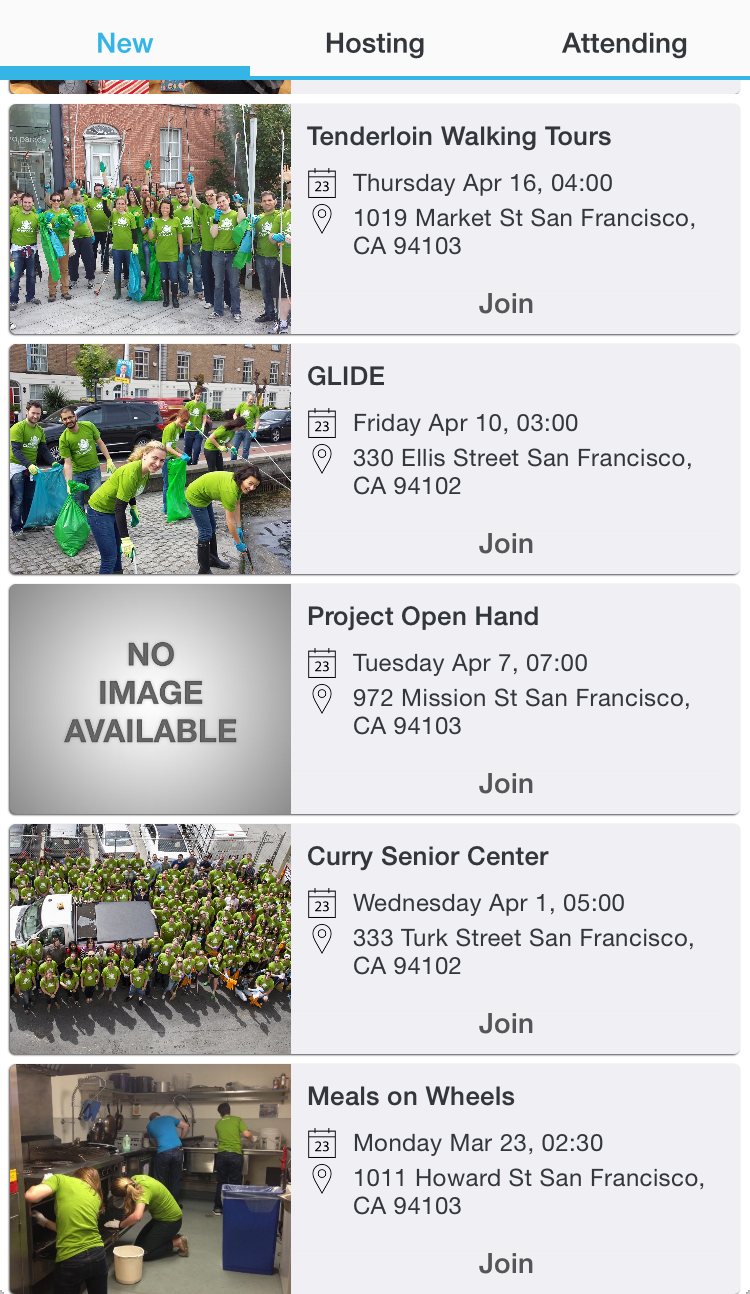 New
Hosting
Attending
Tenderloin Walking Tours
23
Thursday Apr 16, 04:00
1019 Market St San Francisco,
CA 94103
Join
GLIDE
23
Friday Apr 10, 03:00
330 Ellis Street San Francisco,
CA 94102
Join
NO
IMAGE
AVAILABLE
Project Open Hand
23
Tuesday Apr 7, 07:00
972 Mission St San Francisco,
CA 94103
Join
Curry Senior Center
23
Wednesday Apr 1, 05:00
333 Turk Street San Francisco,
CA 94102
Join
Meals on Wheels
23
Monday Mar 23, 02:30
1011 Howard St San Francisco,
CA 94103
Join